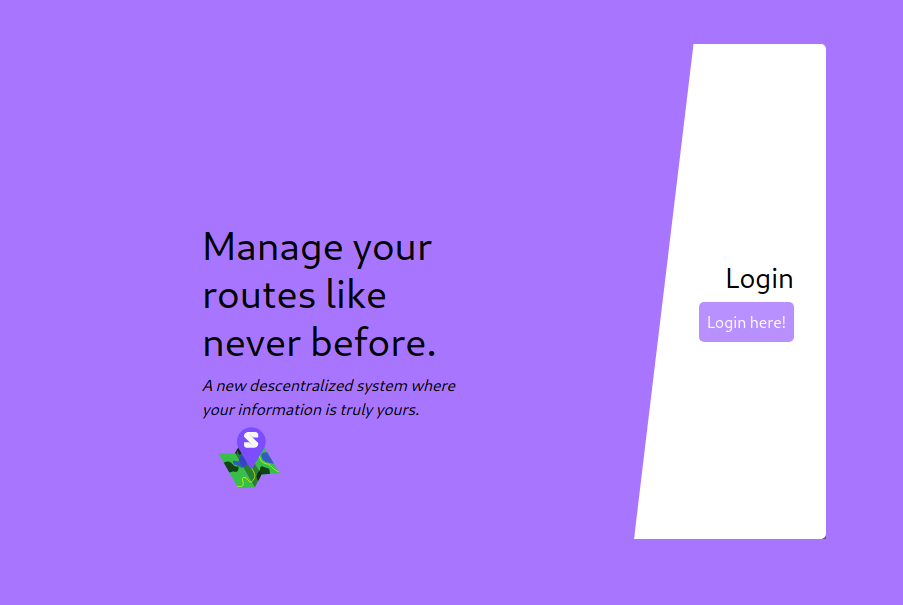 Manage your
routes like
never before.
A new descentralized system where
your information is truly yours.
Login
Login here!